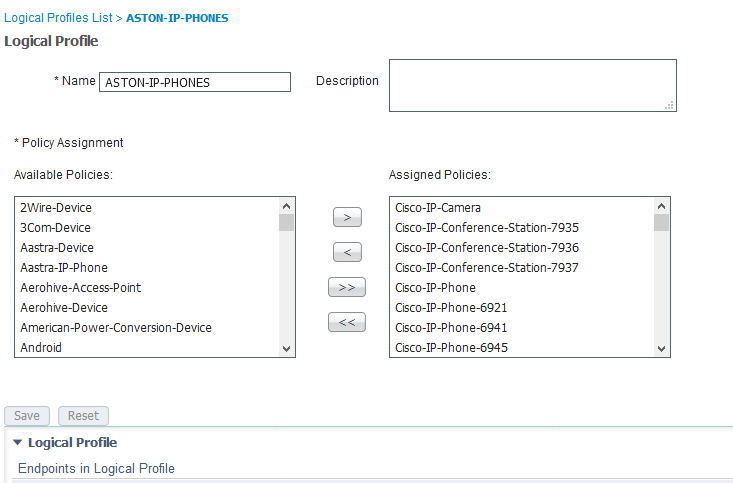 Logical Profiles List > ASTON-IP-PHONES
Logical Profile
* Name ASTON-IP-PHONES Description
* Policy Assignment
Available Policies: Assigned Policies:
2Wire-Device > Cisco-IP-Camera
3Com-Device Cisco-IP-Conference-Station-7935
Aastra-Device < Cisco-IP-Conference-Station-7936
Aastra-IP-Phone Cisco-IP-Conference-Station-7937
Aerohive-Access-Point >> Cisco-IP-Phone
Aerohive-Device Cisco-IP-Phone-6921
American-Power-Conversion-Device << Cisco-IP-Phone-6941
Android Cisco-IP-Phone-6945
Save Reset
Logical Profile
Endpoints in Logical Profile